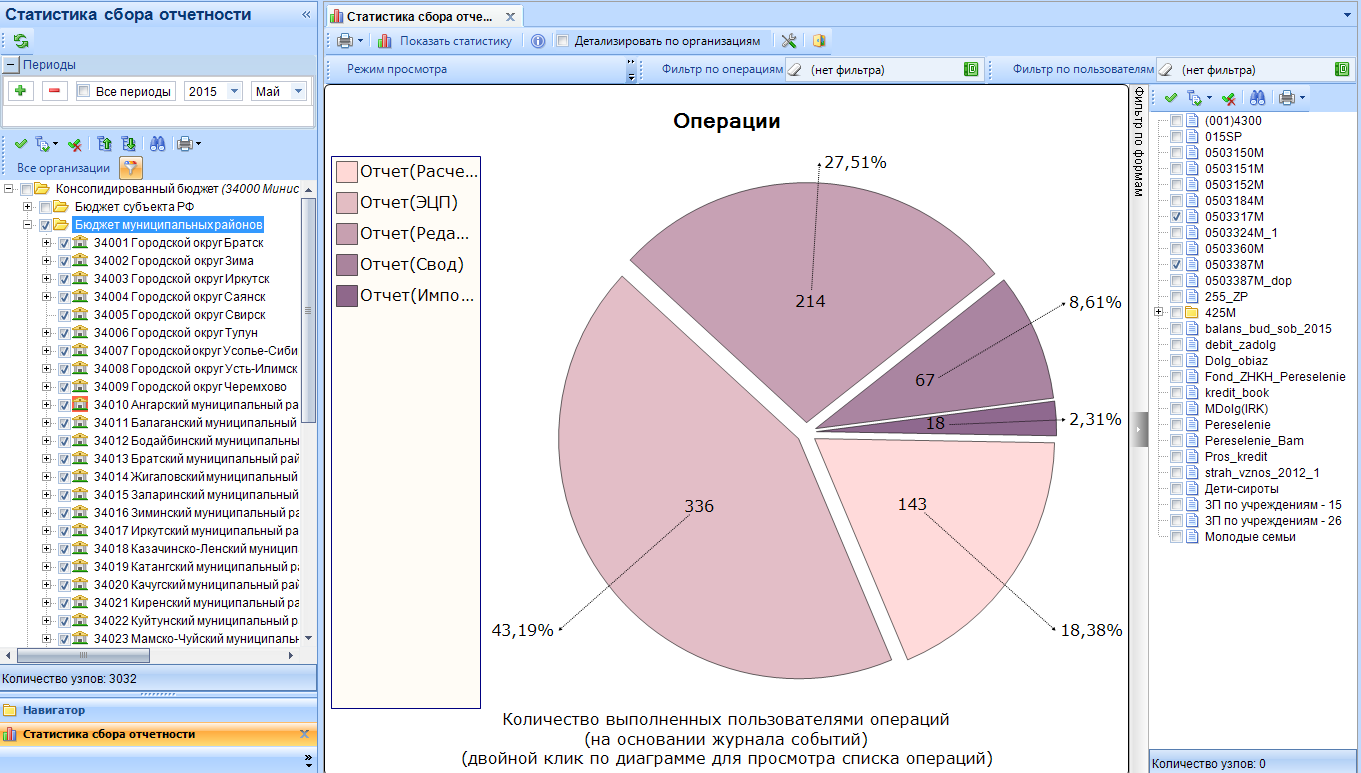 Статистика сбора отчетности
Периоды
Все периоды 2015 Май
Все организации
Консолидированный бюджет (34000 Минис
Бюджет субъекта РФ
Бюджет муниципальных районов
34001 Городской округ Братск
34002 Городской округ Зима
34003 Городской округ Иркутск
34004 Городской округ Саянск
34005 Городской округ Свирск
34006 Городской округ Тулун
34007 Городской округ Усолье-Сиби
34008 Городской округ Усть-Илимск
34009 Городской округ Черемхово
34010 Ангарский муниципальный ра
34011 Балаганский муниципальный
34012 Бодайбинский муниципальны
34013 Братский муниципальный рай
34014 Жигаловский муниципальный
34015 Заларинский муниципальный
34016 Зиминский муниципальный ра
34017 Иркутский муниципальный ра
34018 Казачинско-Ленский муницип
34019 Катангский муниципальный р
34020 Качугский муниципальный рай
34021 Киренский муниципальный ра
34022 Куйтунский муниципальный р
34023 Мамско-Чуйский муниципальн
Количество узлов: 3032
Навигатор
Статистика сбора отчетности
Статистика сбора отче...
Показать статистику Детализировать по организациям
Режим просмотра Фильтр по операциям (нет фильтра) Фильтр по пользователям (нет фильтра)
Операции
Отчет(Расче...
Отчет(ЭЦП)
Отчет(Реда...
Отчет(Свод)
Отчет(Импо...
27,51%
214
8,61%
67
2,31%
18
336
143
43,19%
18,38%
Количество выполненных пользователями операций
(на основании журнала событий)
(двойной клик по диаграмме для просмотра списка операций)
Фильтр по формам
(001)4300
015SP
0503150M
0503151M
0503152M
0503184M
0503317M
0503324M_1
0503360M
0503387M
0503387M_dop
255_ZP
425M
balans_bud_sob_2015
debit_zadolg
Dolg_obiaz
Fond_ZHKH_Pereselenie
kredit_book
MDolg(IRK)
Pereselenie
Pereselenie_Bam
Pros_kredit
strah_vznos_2012_1
Дети-сироты
ЗП по учреждениям - 15
ЗП по учреждениям - 26
Молодые семьи
Количество узлов: 0